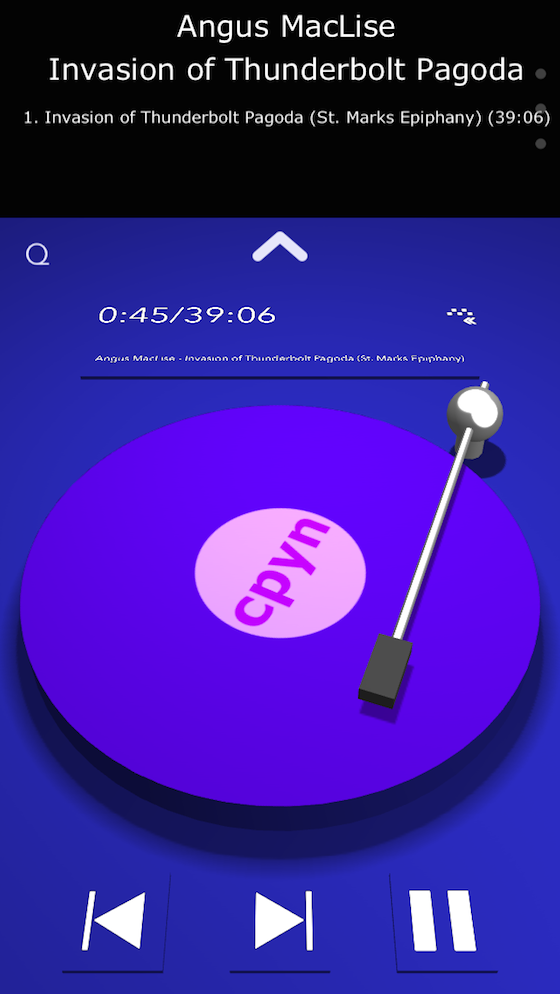 Angus MacLise
Invasion of Thunderbolt Pagoda
1. Invasion of Thunderbolt Pagoda (St. Marks Epiphany) (39:06)
0:45/39:06
Angus MacLise - Invasion of Thunderbolt Pagoda (St. Marks Epiphany)
cpyn